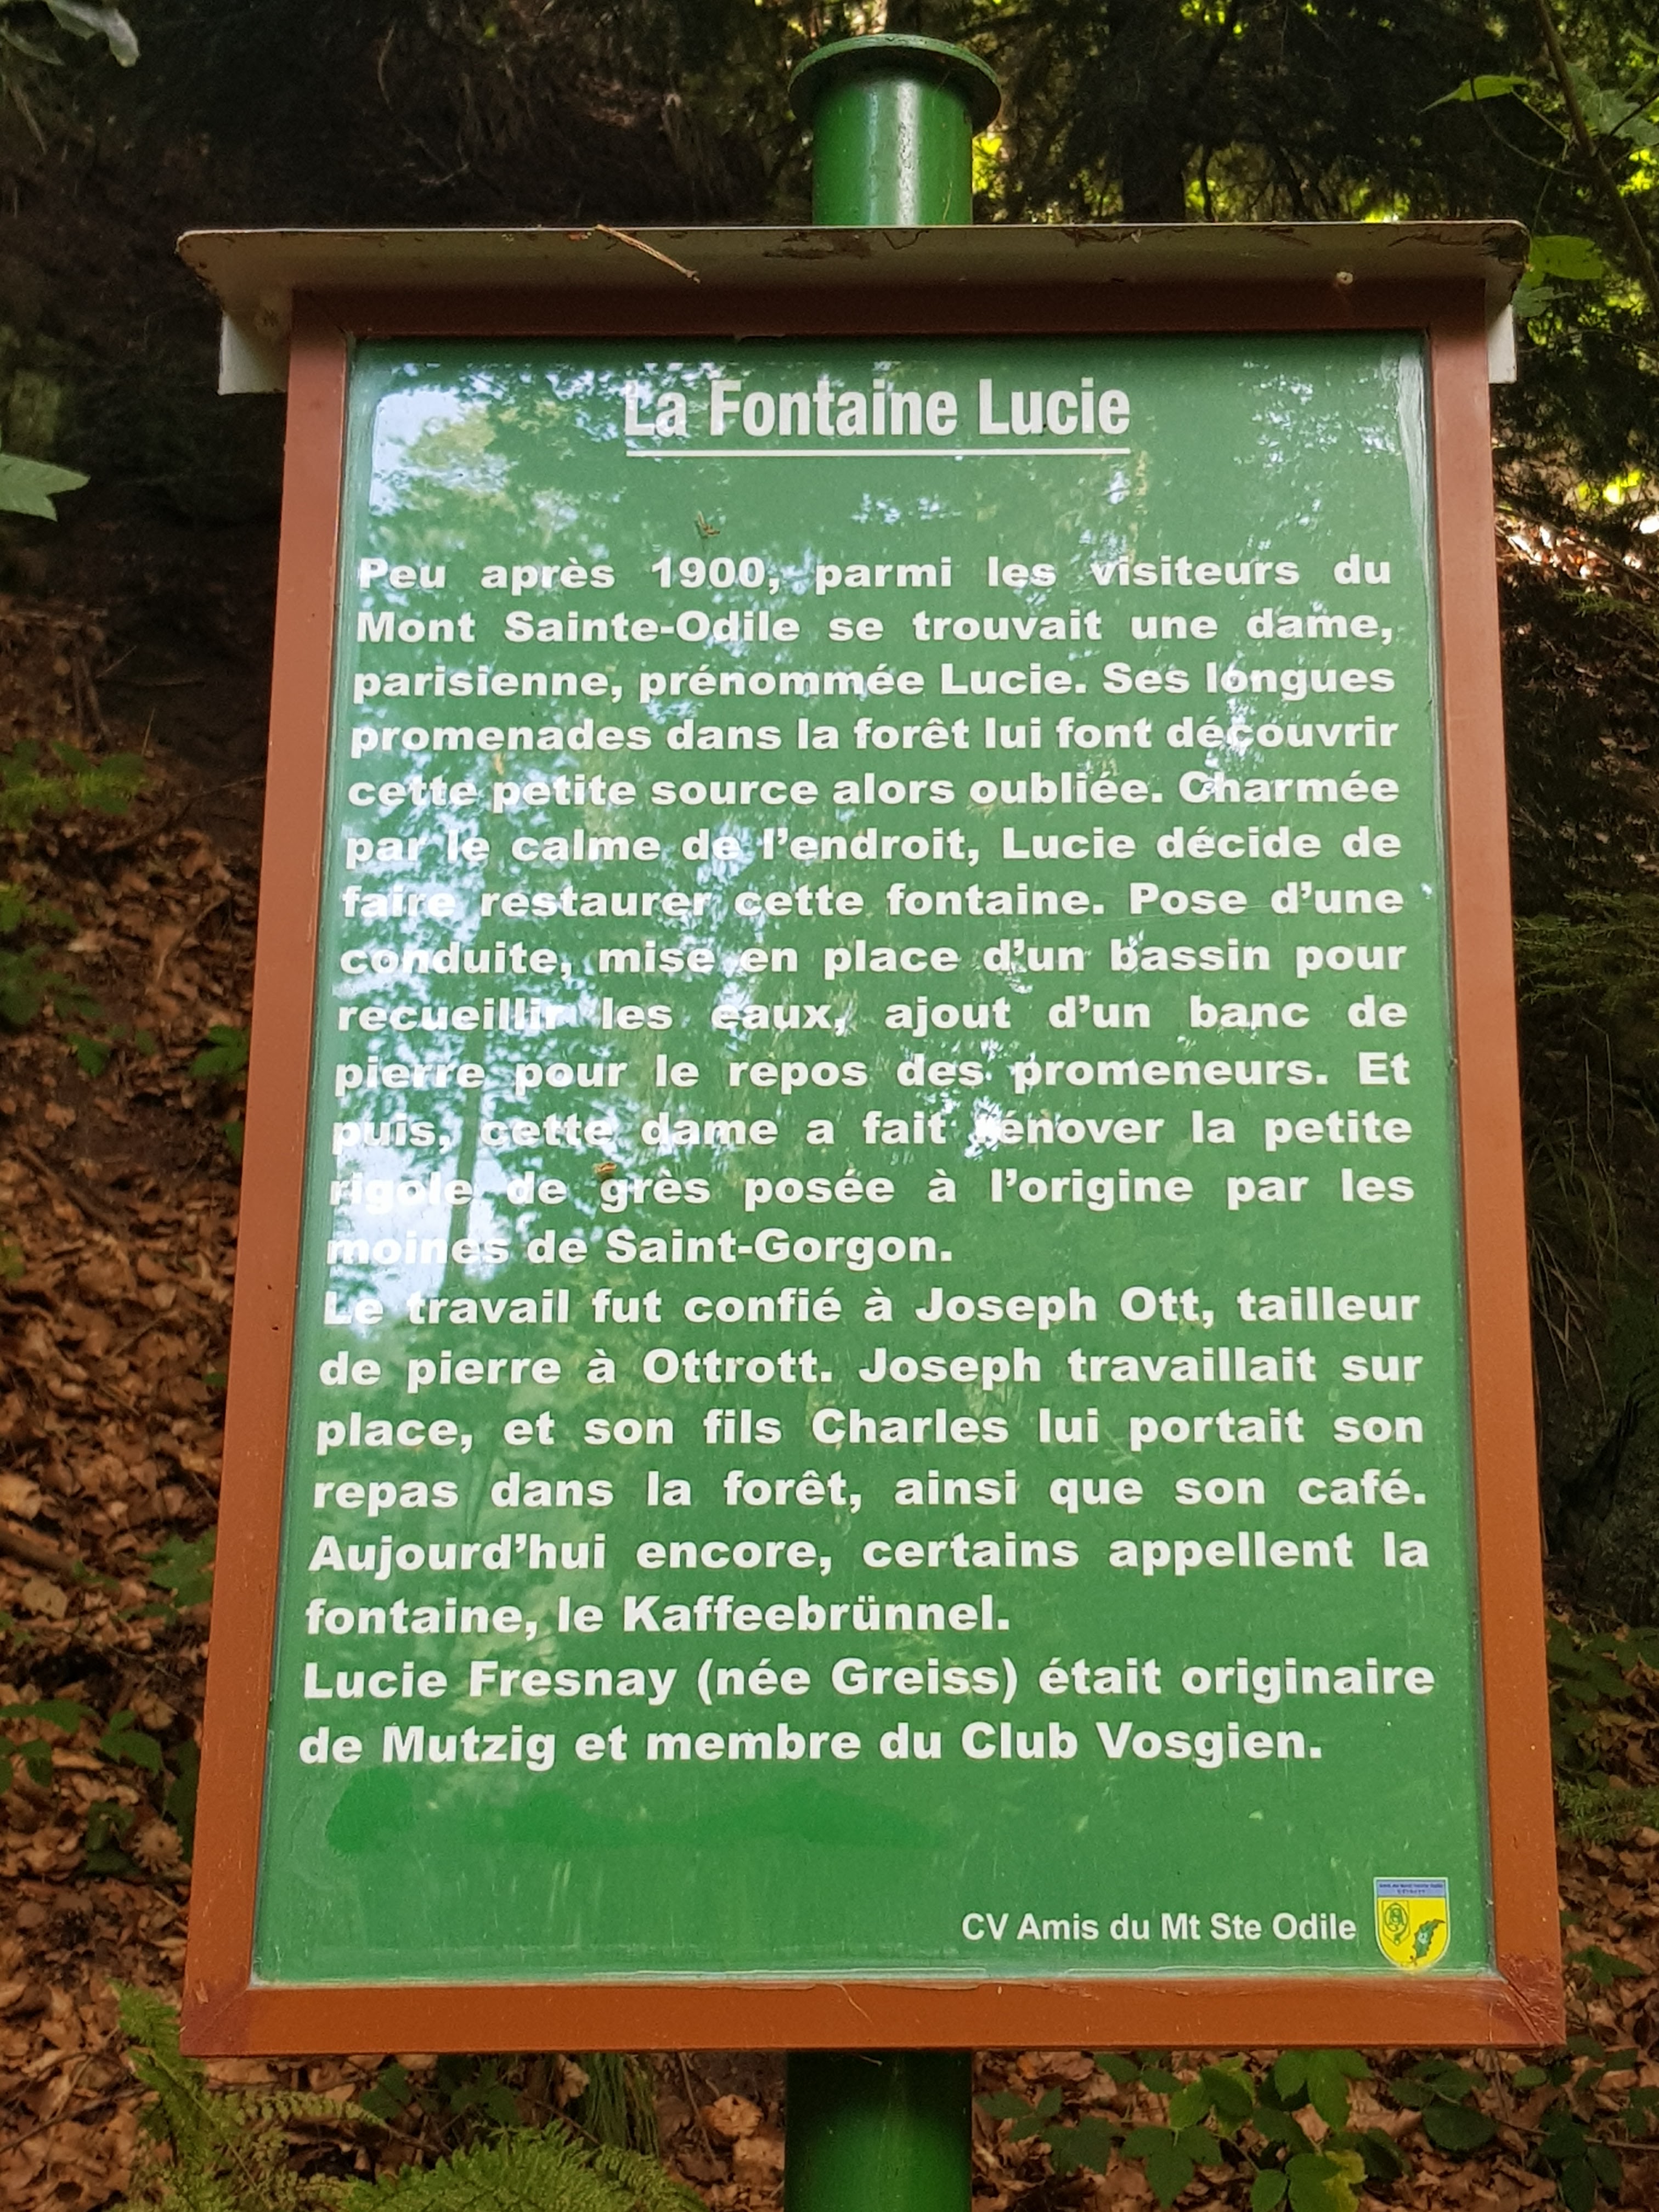 La Fontaine Lucie
Peu après 1900, parmi les visiteurs du
Mont Sainte-Odile se trouvait une dame,
parisienne, prénommée Lucie. Ses longues
promenades dans la forêt lui font découvrir
cette petite source alors oubliée. Charmée
par le calme de l'endroit, Lucie décide de
faire restaurer cette fontaine. Pose d'une
conduite, mise en place d'un bassin pour
recueillir les eaux, ajout d'un banc de
pierre pour le repos des promeneurs. Et
puis, cette dame a fait rénover la petite
rigole de grès posée à l'origine par les
moines de Saint-Gorgon.
Le travail fut confié à Joseph Ott, tailleur
de pierre à Ottrott. Joseph travaillait sur
place, et son fils Charles lui portait son
repas dans la forêt, ainsi que son café.
Aujourd'hui encore, certains appellent la
fontaine, le Kaffeebrünnel.
Lucie Fresnay (née Greiss) était originaire
de Mutzig et membre du Club Vosgien.
CV Amis du Mt Ste Odile